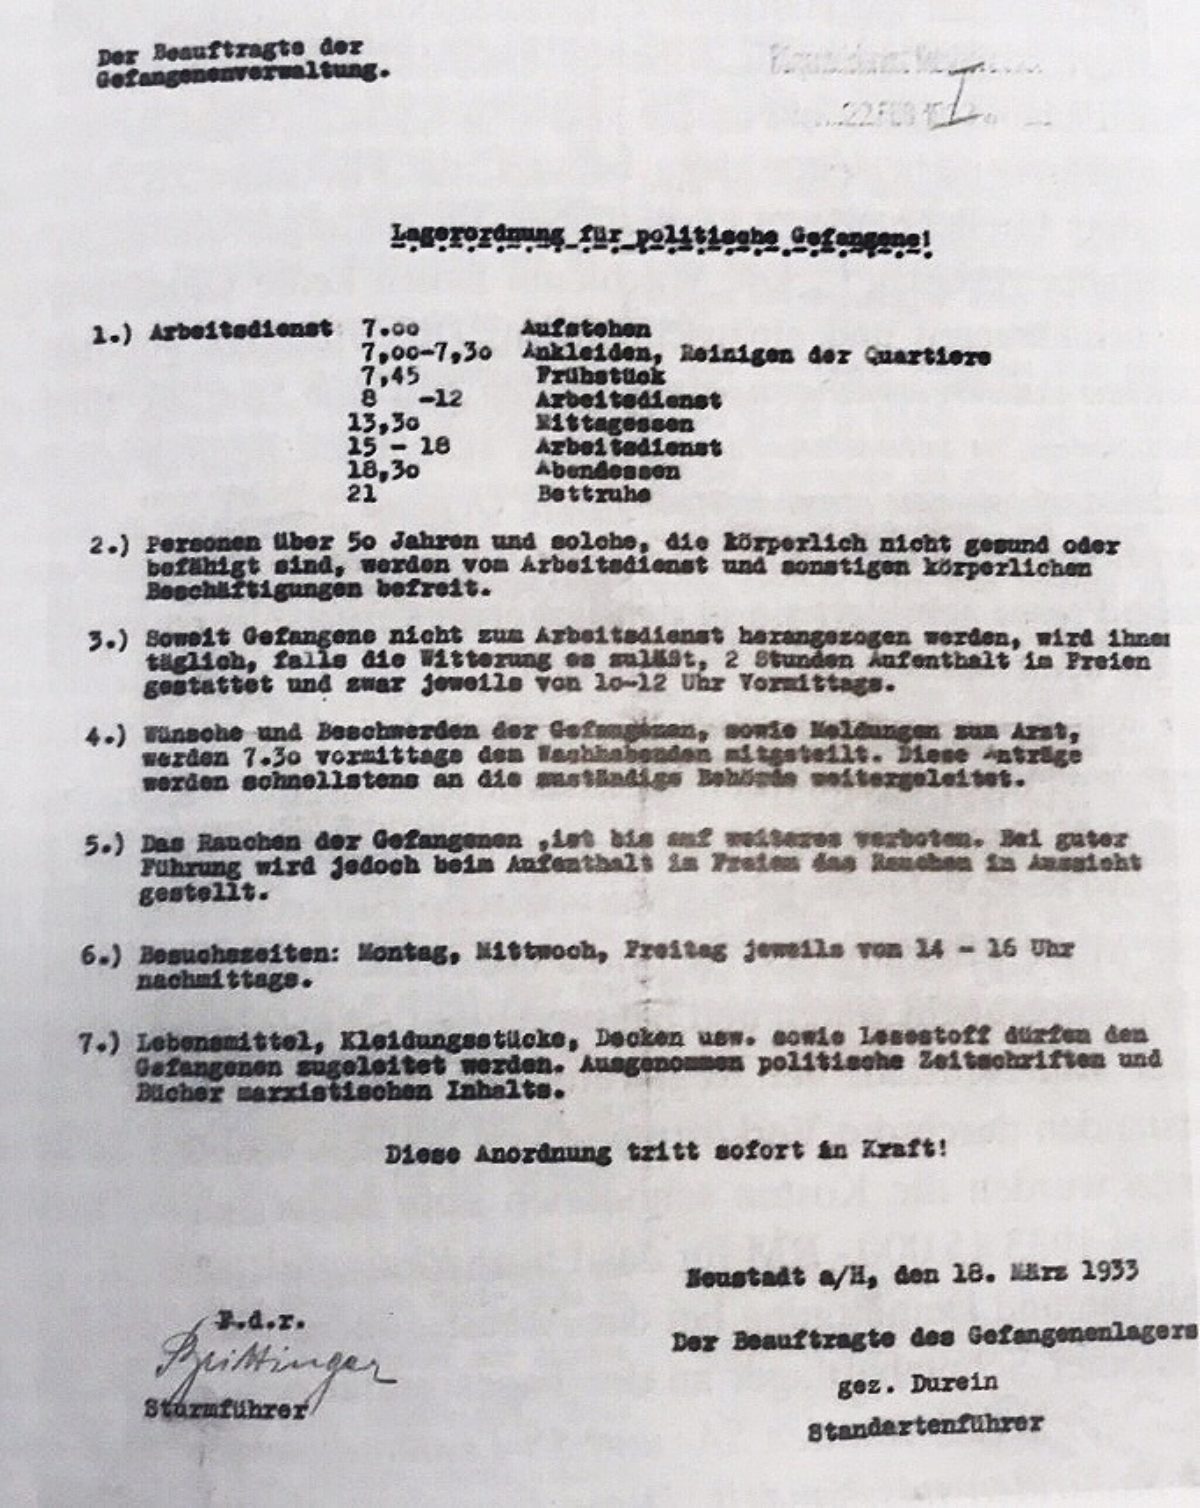 Der Beauftragte der
Gefangenenverwaltung.
Lagerordnung für politische Gefangene!
1.) Arbeitsdienst 7.oo Aufstehen
7,oo-7,3o Ankleiden, Reinigen der Quartiere
7,45 Frühstück
8 -12 Arbeitsdienst
13,3o Mittagessen
15 - 18 Arbeitsdienst
18,3o Abendessen
21 Bettruhe
2.) Personen über 5o Jahren und solche, die körperlich nicht gesund oder
befähigt sind, werden vom Arbeitsdienst und sonstigen körperlichen
Beschäftigungen befreit.
3.) Soweit Gefangene nicht zum Arbeitsdienst herangezogen werden, wird ihnen
täglich, falls die Witterung es zuläßt, 2 Stunden Aufenthalt im Freien
gestattet und zwar jeweils von 1o-12 Uhr Vormittags.
4.) Wünsche und Beschwerden der Gefangenen, sowie Meldungen zum Arzt,
werden 7.3o vormittags dem Wachhabenden mitgeteilt. Diese Anträge
werden schnellstens an die zuständige Behörde weitergeleitet.
5.) Das Rauchen der Gefangenen ,ist bis auf weiteres verboten. Bei guter
Führung wird jedoch beim Aufenthalt im Freien das Rauchen in Aussicht
gestellt.
6.) Besuchszeiten: Montag, Mittwoch, Freitag jeweils von 14 - 16 Uhr
nachmittags.
7.) Lebensmittel, Kleidungsstücke, Decken usw. sowie Lesestoff dürfen den
Gefangenen zugeleitet werden. Ausgenommen politische Zeitschriften und
Bücher marxistischen Inhalts.
Diese Anordnung tritt sofort in Kraft!
Neustadt a/H, den 18. März 1933
Der Beauftragte des Gefangenenlagers
gez. Durein
Standartenführer
F.d.r.
Sturmführer